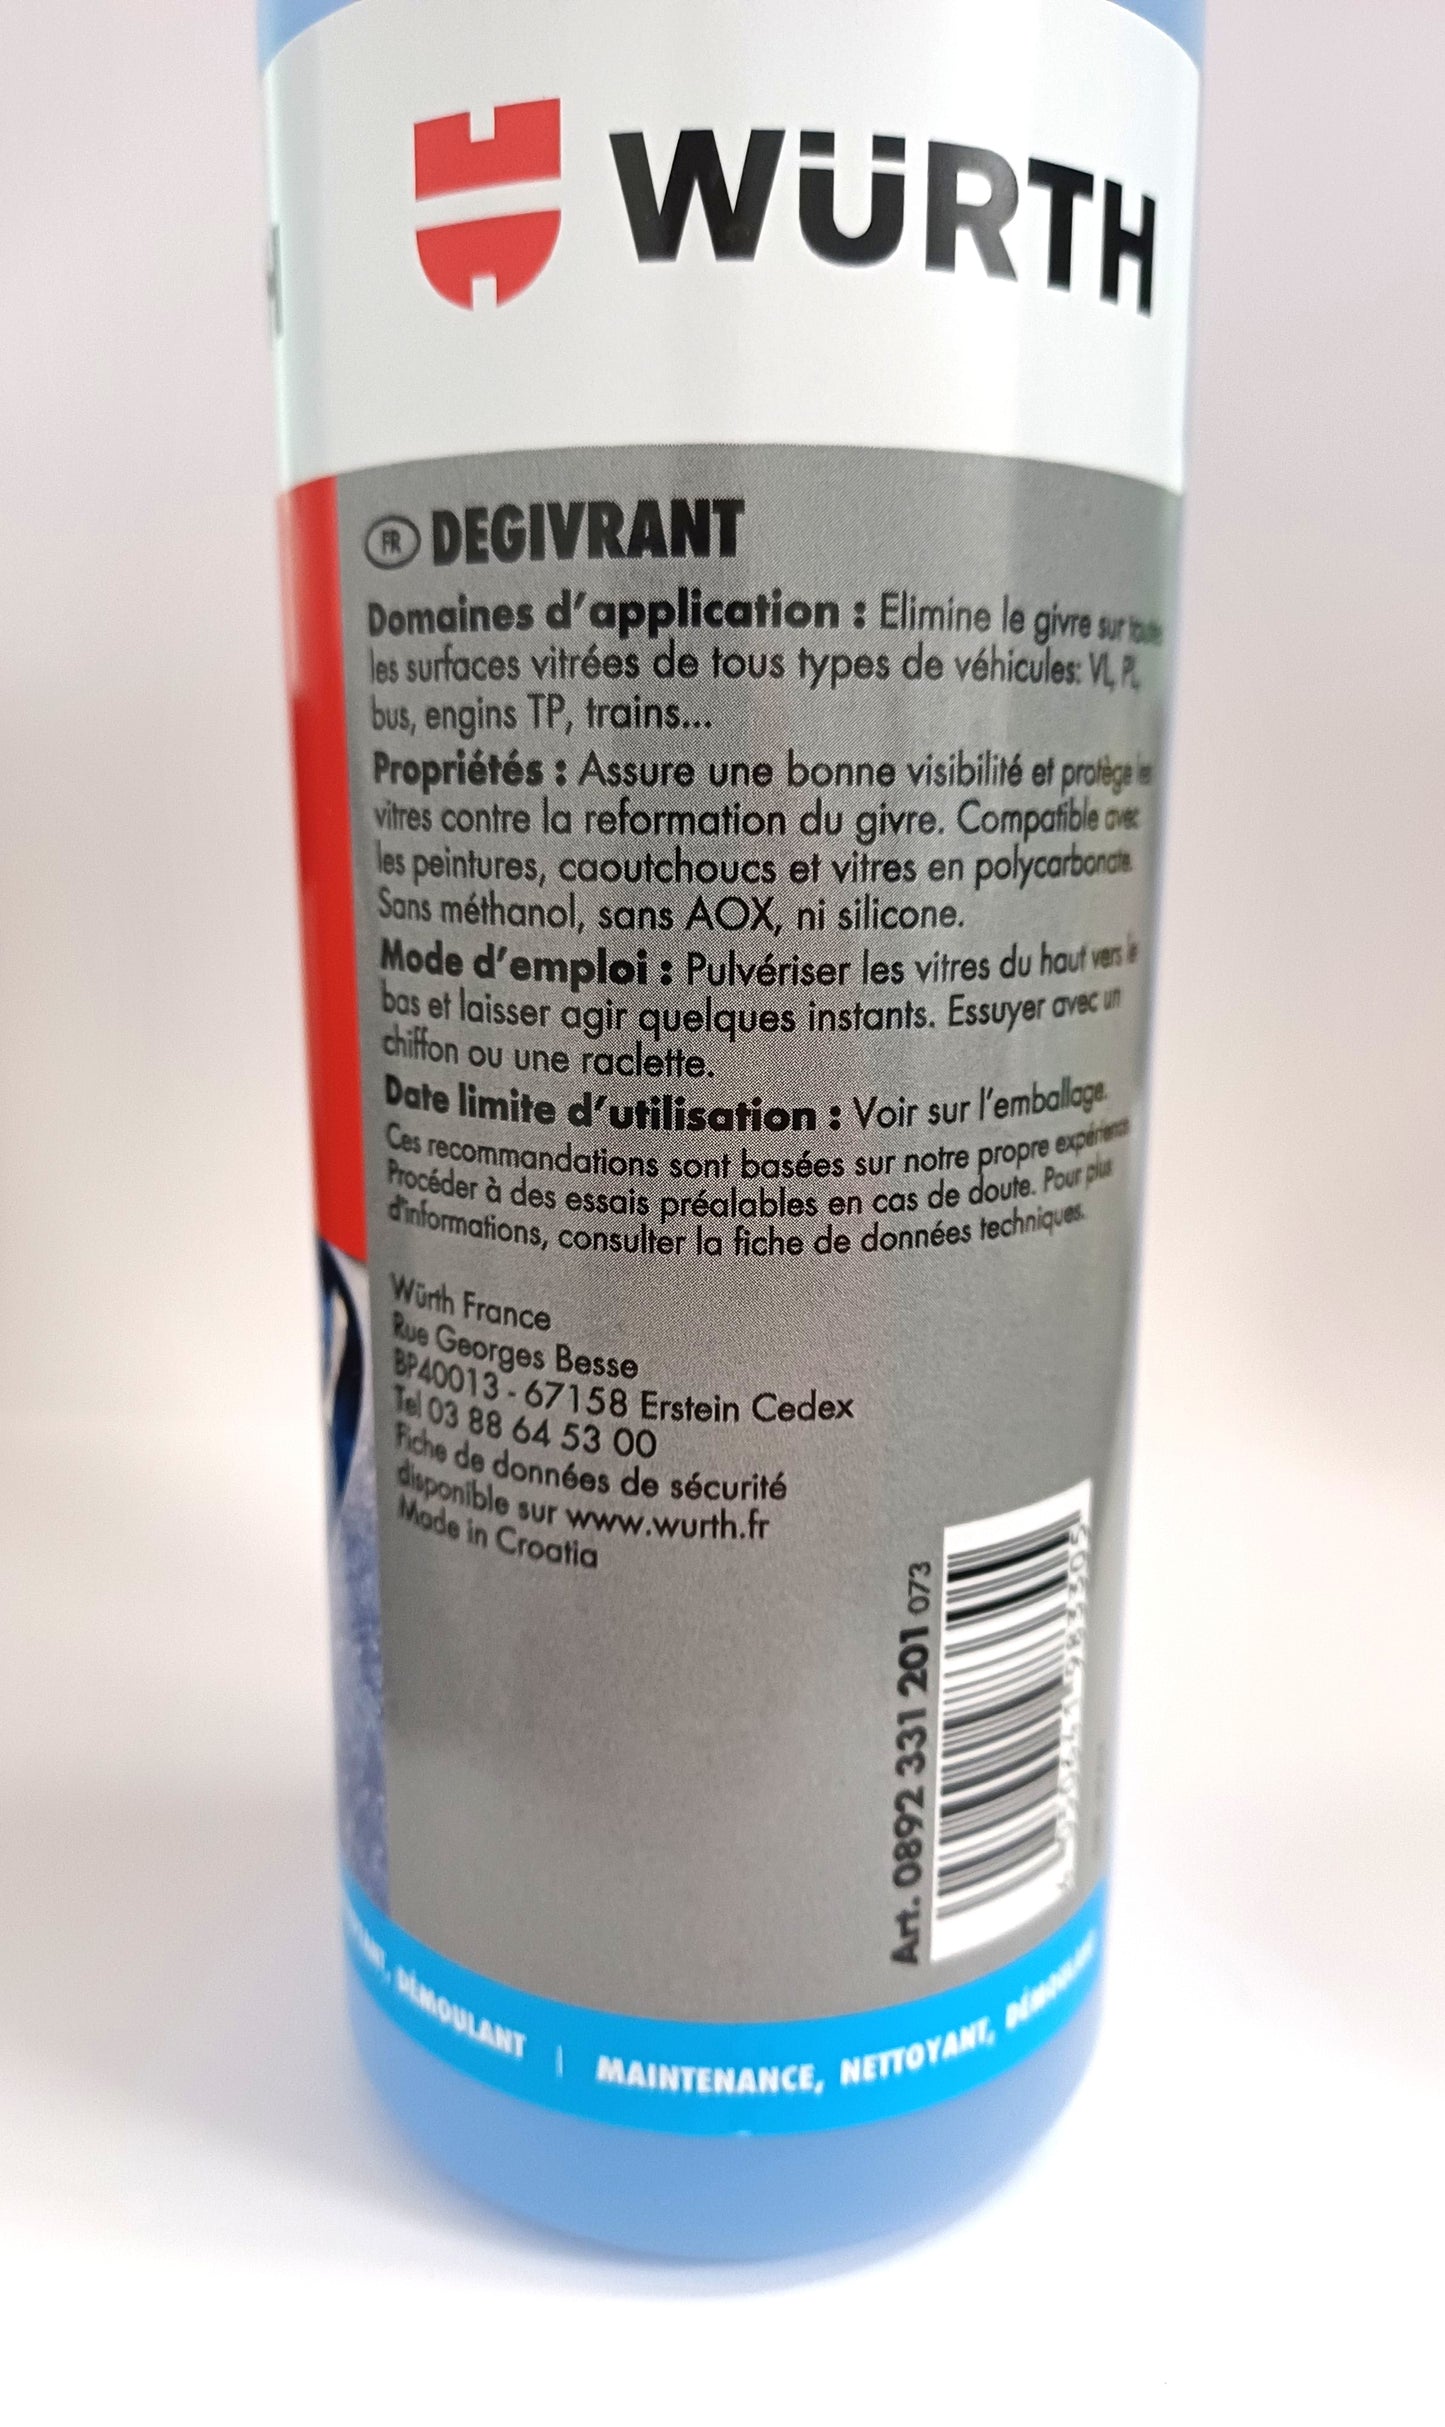 WÜRTH
FR DEGIVRANT
Domaines d'application : Elimine le givre sur toutes
les surfaces vitrées de tous types de véhicules: VL, PL,
bus, engins TP, trains...
Propriétés : Assure une bonne visibilité et protège les
vitres contre la reformation du givre. Compatible avec
les peintures, caoutchoucs et vitres en polycarbonate.
Sans méthanol, sans AOX, ni silicone.
Mode d'emploi : Pulvériser les vitres du haut vers le
bas et laisser agir quelques instants. Essuyer avec un
chiffon ou une raclette.
Date limite d'utilisation : Voir sur l'emballage.
Ces recommandations sont basées sur notre propre expérience.
Procéder à des essais préalables en cas de doute. Pour plus
d'informations, consulter la fiche de données techniques.
Würth France
Rue Georges Besse
BP40013 - 67158 Erstein Cedex
Tel 03 88 64 53 00
Fiche de données de sécurité
disponible sur www.wurth.fr
Made in Croatia
Art. 0892 331 201 073
DÉMOULANT | MAINTENANCE, NETTOYANT, DÉMOULANT